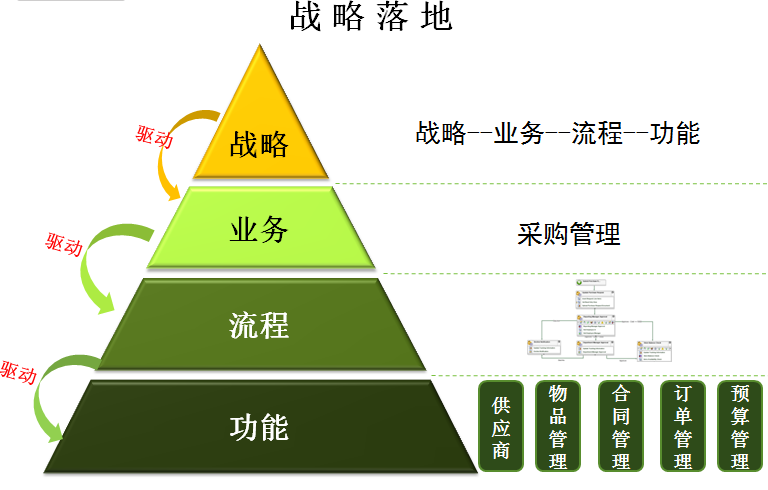 战略落地
驱动
战略
战略--业务--流程--功能
驱动
业务
采购管理
流程
驱动
功能
供应商
物品管理
合同管理
订单管理
预算管理